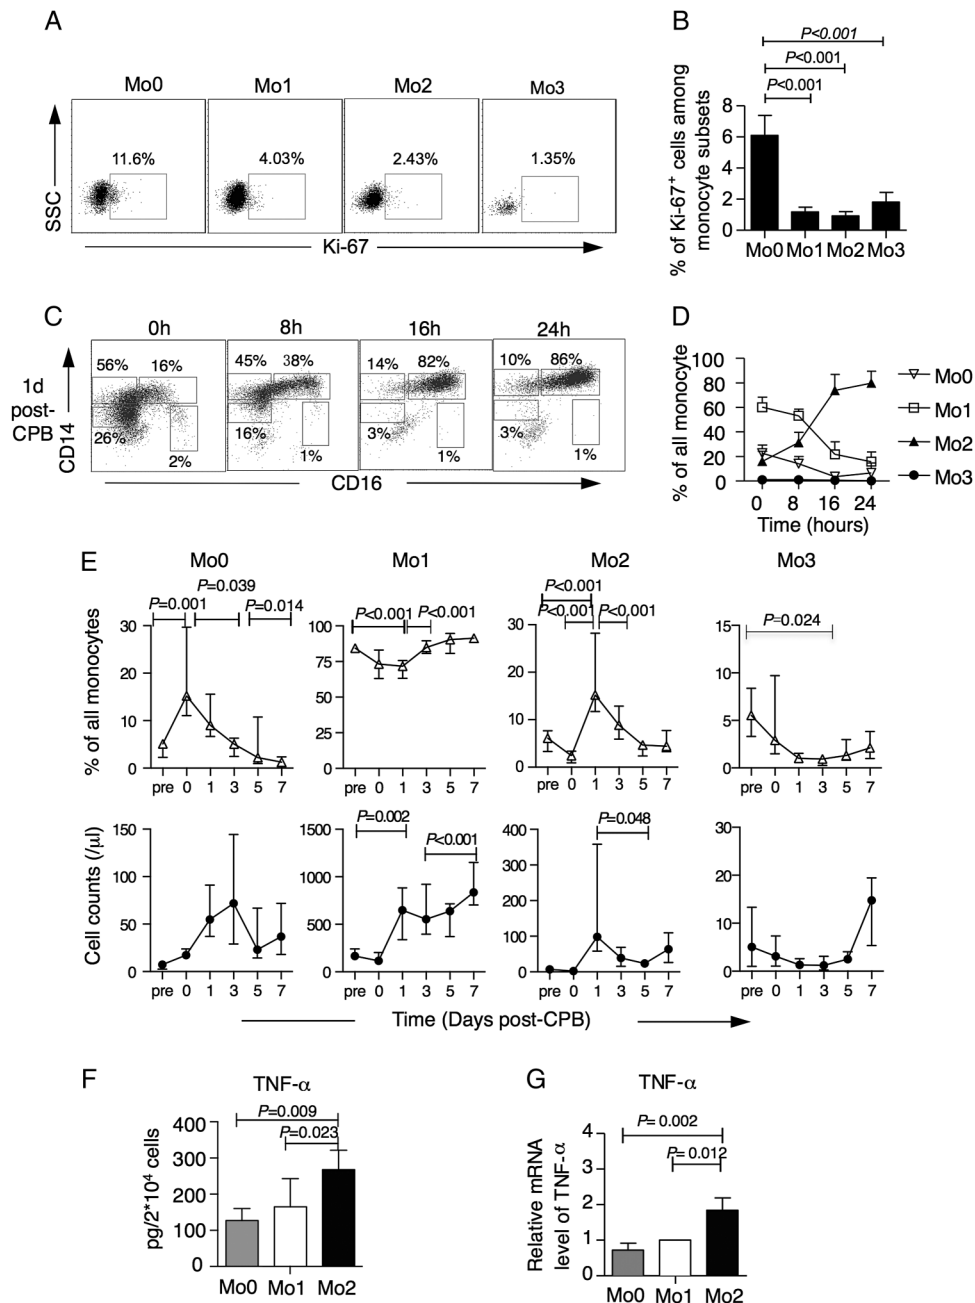 A
Mo0 Mo1 Mo2 Mo3
11.6% 4.03% 2.43% 1.35%
SSC
Ki-67
B
P<0.001
P<0.001
P<0.001
% of Ki-67+ cells among
monocyte subsets
8
6
4
2
0
Mo0 Mo1 Mo2 Mo3
C
0h 8h 16h 24h
1d
post-
CPB
CD14
56% 16% 45% 38% 14% 82% 10% 86%
26% 16% 3% 3%
2% 1% 1% 1%
CD16
D
% of all monocyte
100
80
60
40
20
0
0 8 16 24
Time (hours)
Mo0
Mo1
Mo2
Mo3
E
Mo0 Mo1 Mo2 Mo3
% of all monocytes
P=0.039
P=0.001 P=0.014
30
20
10
0
pre 0 1 3 5 7
P<0.001 P<0.001
100
75
50
25
0
pre 0 1 3 5 7
P<0.001
P<0.001 P<0.001
30
20
10
0
pre 0 1 3 5 7
P=0.024
15
10
5
0
pre 0 1 3 5 7
Cell counts (/μl)
150
100
50
0
pre 0 1 3 5 7
P=0.002
P<0.001
1500
1000
500
0
pre 0 1 3 5 7
P=0.048
400
300
200
100
0
pre 0 1 3 5 7
30
20
10
0
pre 0 1 3 5 7
Time (Days post-CPB)
F
TNF-α
P=0.009
P=0.023
pg/2*10⁴ cells
400
300
200
100
0
Mo0 Mo1 Mo2
G
TNF-α
P= 0.002
P= 0.012
Relative mRNA
level of TNF-α
4
3
2
1
0
Mo0 Mo1 Mo2